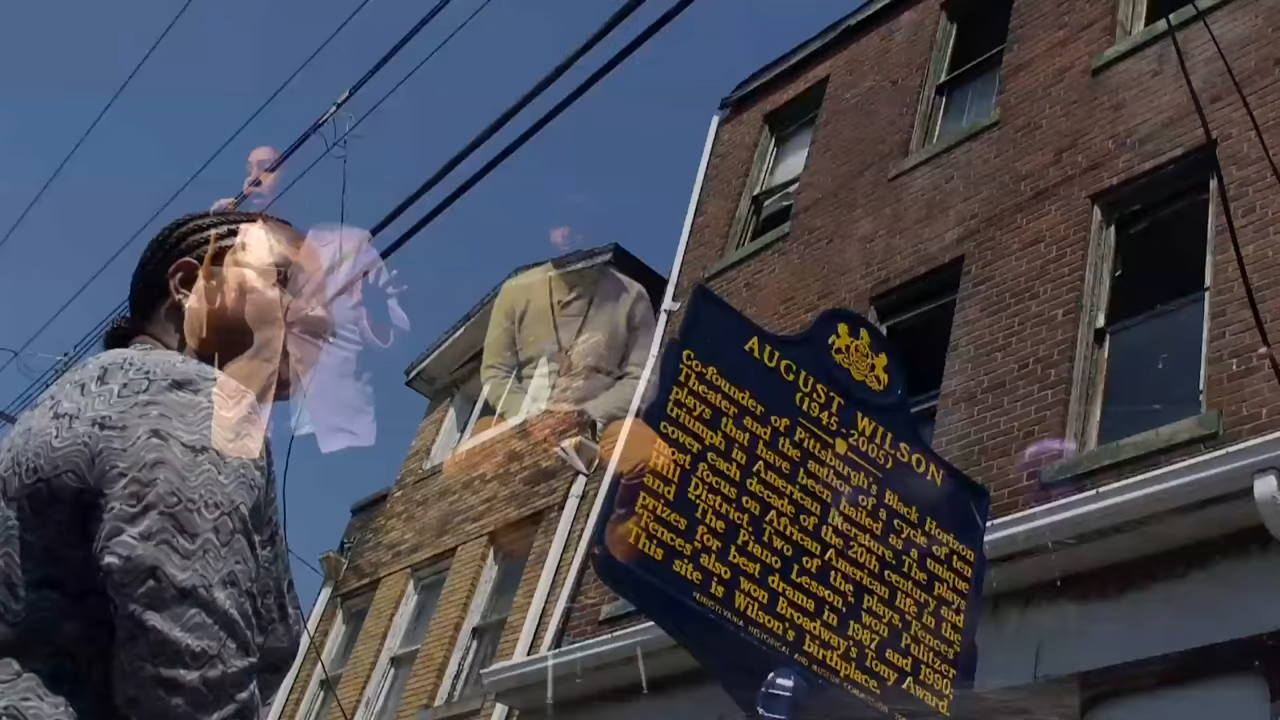 AUGUST WILSON
(1945-2005)
Co-founder of Pittsburgh's Black Horizon
Theater and the author of a cycle of ten
plays that have been hailed as a unique
triumph in American literature. The plays
cover each decade of the 20th century and
most focus on African American life in the
Hill District. Two of the plays, "Fences"
and "The Piano Lesson," won Pulitzer
prizes for best drama in 1987 and 1990;
"Fences" also won Broadway's Tony Award.
This site is Wilson's birthplace.
PENNSYLVANIA HISTORICAL AND MUSEUM COMMISSION